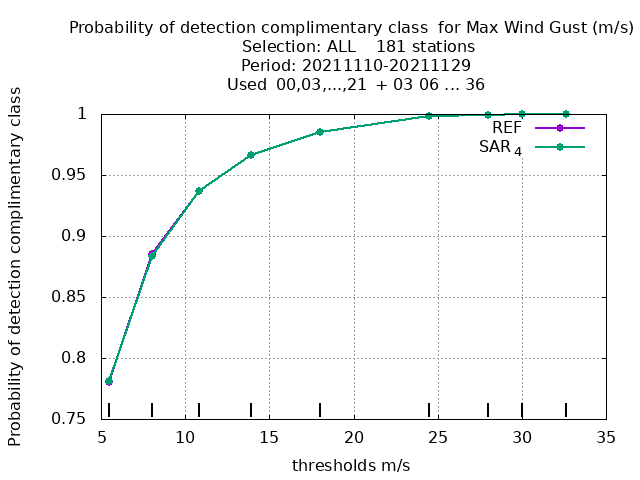 Probability of detection complimentary class  for Max Wind Gust (m/s)
Selection: ALL    181 stations
Period: 20211110-20211129
Used  00,03,...,21  + 03 06 ... 36
Probability of detection complimentary class
1
0.95
0.9
0.85
0.8
0.75
REF
SAR 4
5 10 15 20 25 30 35
thresholds m/s